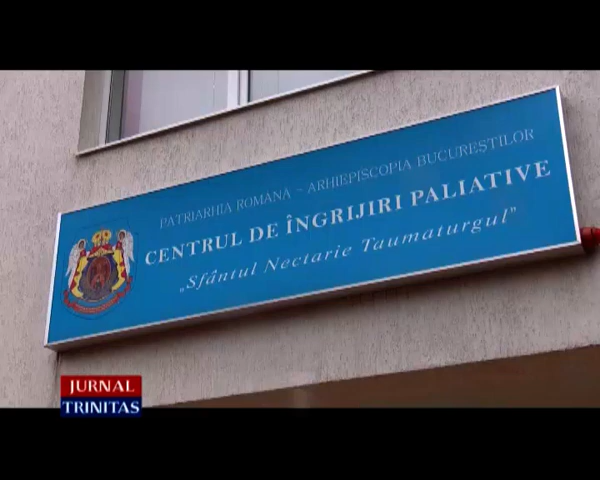 PATRIARHIA ROMÂNĂ - ARHIEPISCOPIA BUCUREȘTILOR
CENTRUL DE ÎNGRIJIRI PALIATIVE
„Sfântul Nectarie Taumaturgul”
JURNAL
TRINITAS